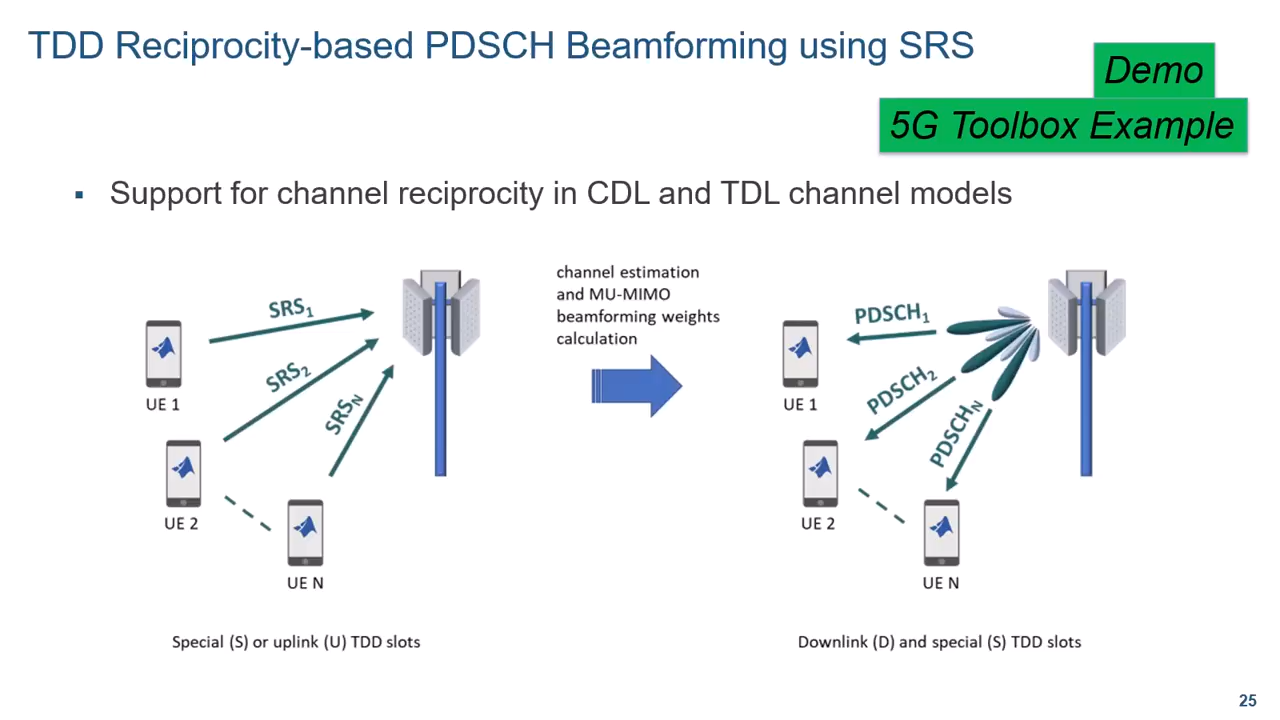 TDD Reciprocity-based PDSCH Beamforming using SRS
Demo
5G Toolbox Example
▪ Support for channel reciprocity in CDL and TDL channel models
SRS₁
SRS₂
SRS_N
UE 1
UE 2
UE N
Special (S) or uplink (U) TDD slots
channel estimation
and MU-MIMO
beamforming weights
calculation
PDSCH₁
PDSCH₂
PDSCH_N
UE 1
UE 2
UE N
Downlink (D) and special (S) TDD slots
25